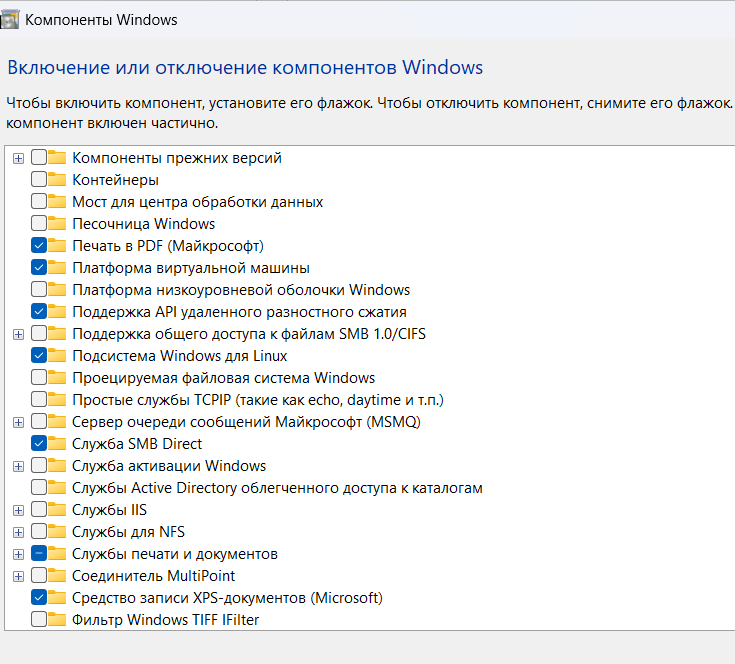 Компоненты Windows
Включение или отключение компонентов Windows
Чтобы включить компонент, установите его флажок. Чтобы отключить компонент, снимите его флажок.
компонент включен частично.
Компоненты прежних версий
Контейнеры
Мост для центра обработки данных
Песочница Windows
Печать в PDF (Майкрософт)
Платформа виртуальной машины
Платформа низкоуровневой оболочки Windows
Поддержка API удаленного разностного сжатия
Поддержка общего доступа к файлам SMB 1.0/CIFS
Подсистема Windows для Linux
Проецируемая файловая система Windows
Простые службы TCPIP (такие как echo, daytime и т.п.)
Сервер очереди сообщений Майкрософт (MSMQ)
Служба SMB Direct
Служба активации Windows
Службы Active Directory облегченного доступа к каталогам
Службы IIS
Службы для NFS
Службы печати и документов
Соединитель MultiPoint
Средство записи XPS-документов (Microsoft)
Фильтр Windows TIFF IFilter